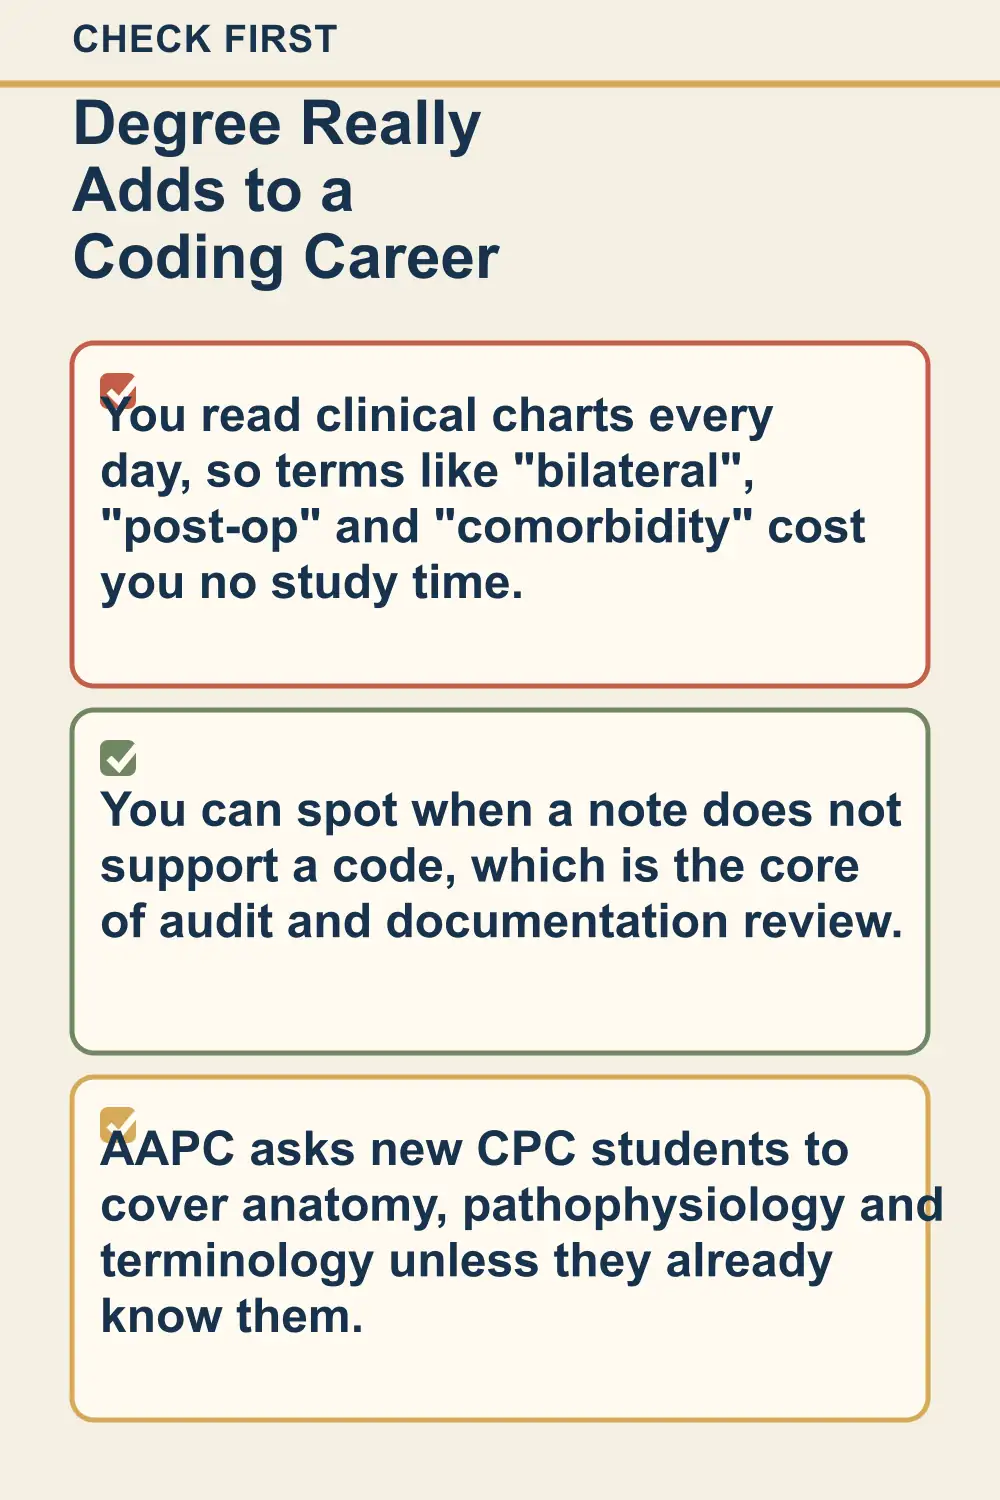 CHECK FIRST
Degree Really
Adds to a
Coding Career
You read clinical charts every
day, so terms like "bilateral",
"post-op" and "comorbidity" cost
you no study time.
You can spot when a note does not
support a code, which is the core
of audit and documentation review.
AAPC asks new CPC students to
cover anatomy, pathophysiology and
terminology unless they already
know them.